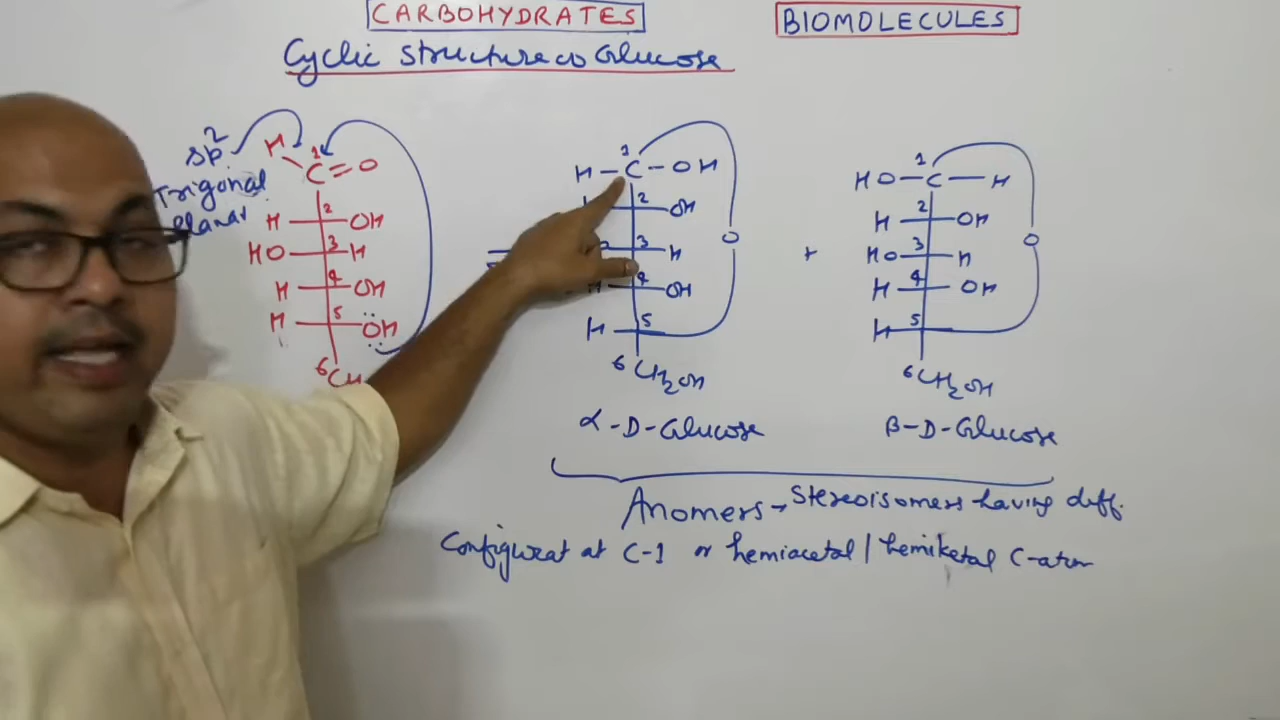 CARBOHYDRATES
BIOMOLECULES
Cyclic structure of Glucose
sp2
Trigonal
Planar
H
1
C=O
H 2 OH
HO 3 H
H 4 OH
H 5 OH
6
1
H-C-OH
2 OH
3 H
H 4 OH
H 5
6 CH2OH
O
α-D-Glucose
+
1
HO-C-H
H 2 OH
HO 3 H
H 4 OH
H 5
6 CH2OH
O
β-D-Glucose
Anomers → Stereoisomers having diff.
Configurat at C-1 or hemiacetal / hemiketal C-atom